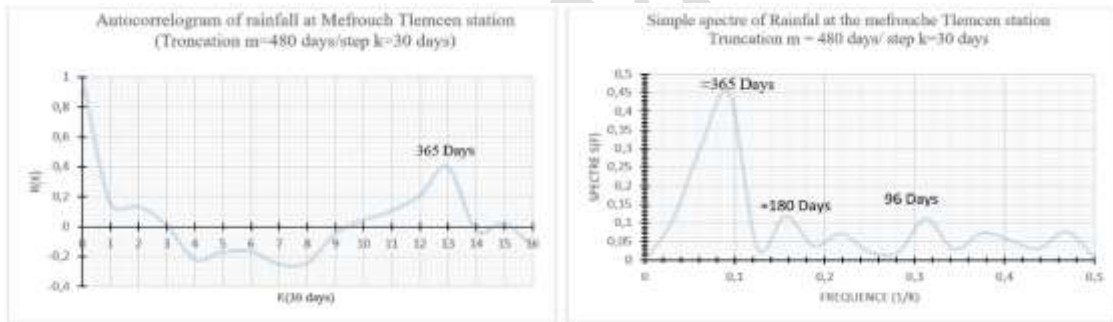 Autocorrelogram of rainfall at Mefrouch Tlemcen station
(Troncation m=480 days/step k=30 days)
1
0,8
0,6
0,4
0,2
0
-0,2
-0,4
R(K)
365 Days
0 1 2 3 4 5 6 7 8 9 10 11 12 13 14 15 16
K(30 days)
Simple spectre of Rainfal at the mefrouche Tlemcen station
Truncation m = 480 days/ step k=30 days
0,5
0,45
0,4
0,35
0,3
0,25
0,2
0,15
0,1
0,05
0
SPECTRE S(F)
≈365 Days
≈180 Days
96 Days
0 0,1 0,2 0,3 0,4 0,5
FREQUENCE (1/K)